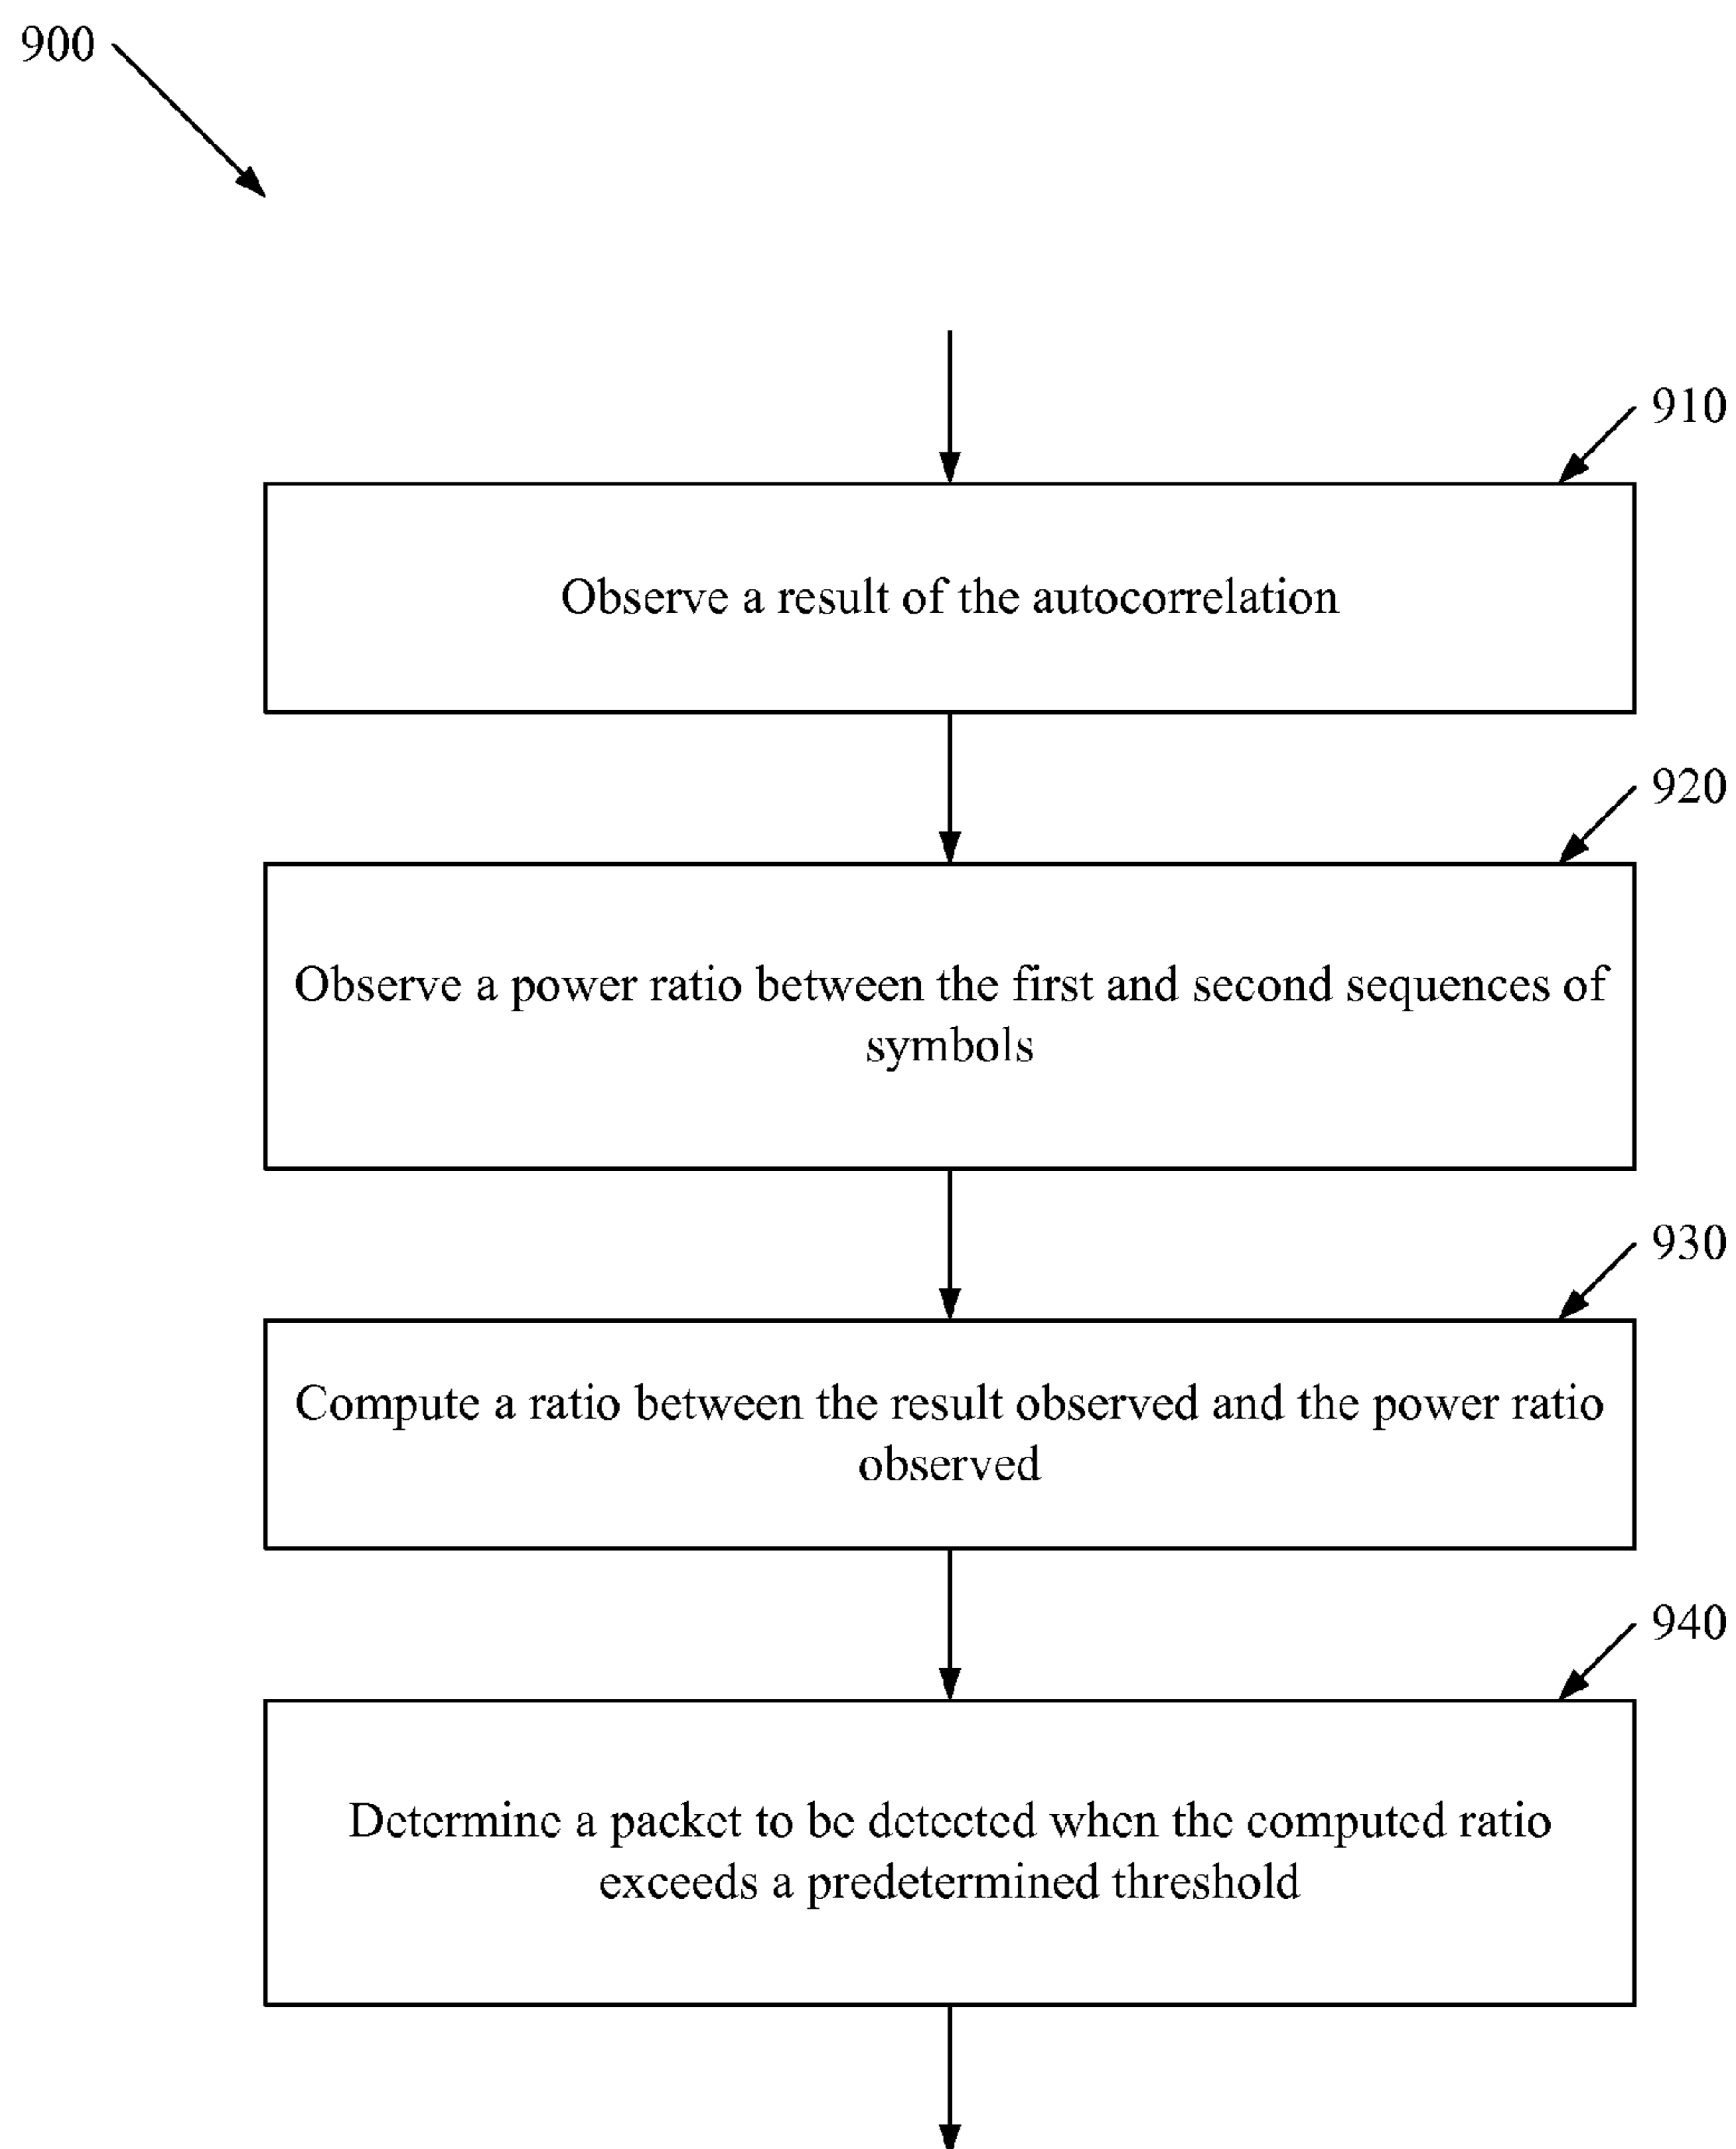 900
910
Observe a result of the autocorrelation
920
Observe a power ratio between the first and second sequences of
symbols
930
Compute a ratio between the result observed and the power ratio
observed
940
Determine a packet to be detected when the computed ratio
exceeds a predetermined threshold